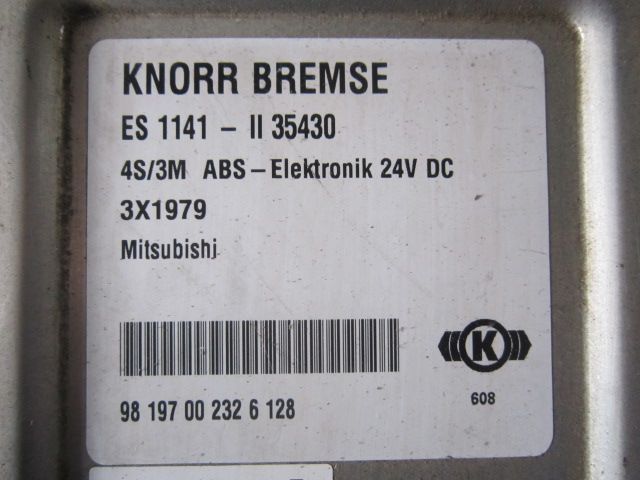 KNORR BREMSE
ES 1141 – II 35430
4S/3M ABS – Elektronik 24V DC
3X1979
Mitsubishi
K
98 197 00 232 6 128
608